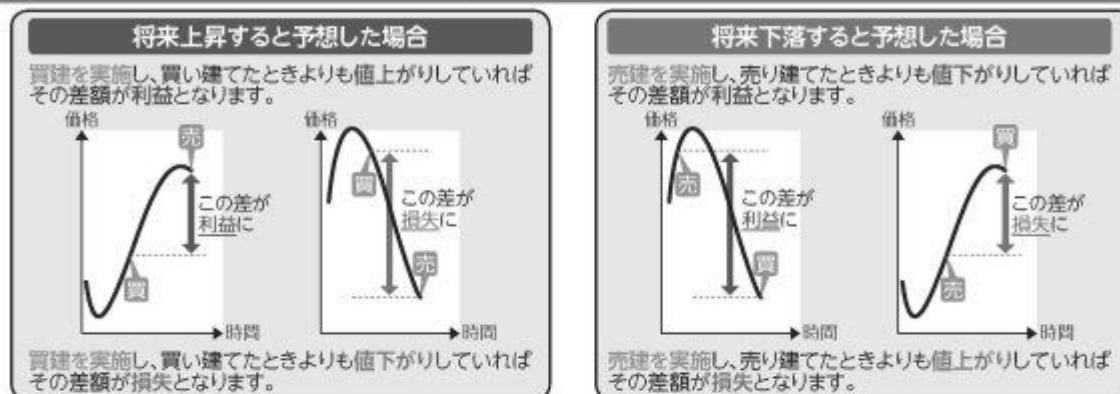 将来上昇すると予想した場合
買建を実施し、買い建てたときよりも値上がりしていれば
その差額が利益となります。
価格
売
この差が
利益に
買
時間
価格
買
この差が
損失に
売
時間
買建を実施し、買い建てたときよりも値下がりしていれば
その差額が損失となります。
将来下落すると予想した場合
売建を実施し、売り建てたときよりも値下がりしていれば
その差額が利益となります。
価格
売
この差が
利益に
買
時間
価格
買
この差が
損失に
売
時間
売建を実施し、売り建てたときよりも値上がりしていれば
その差額が損失となります。